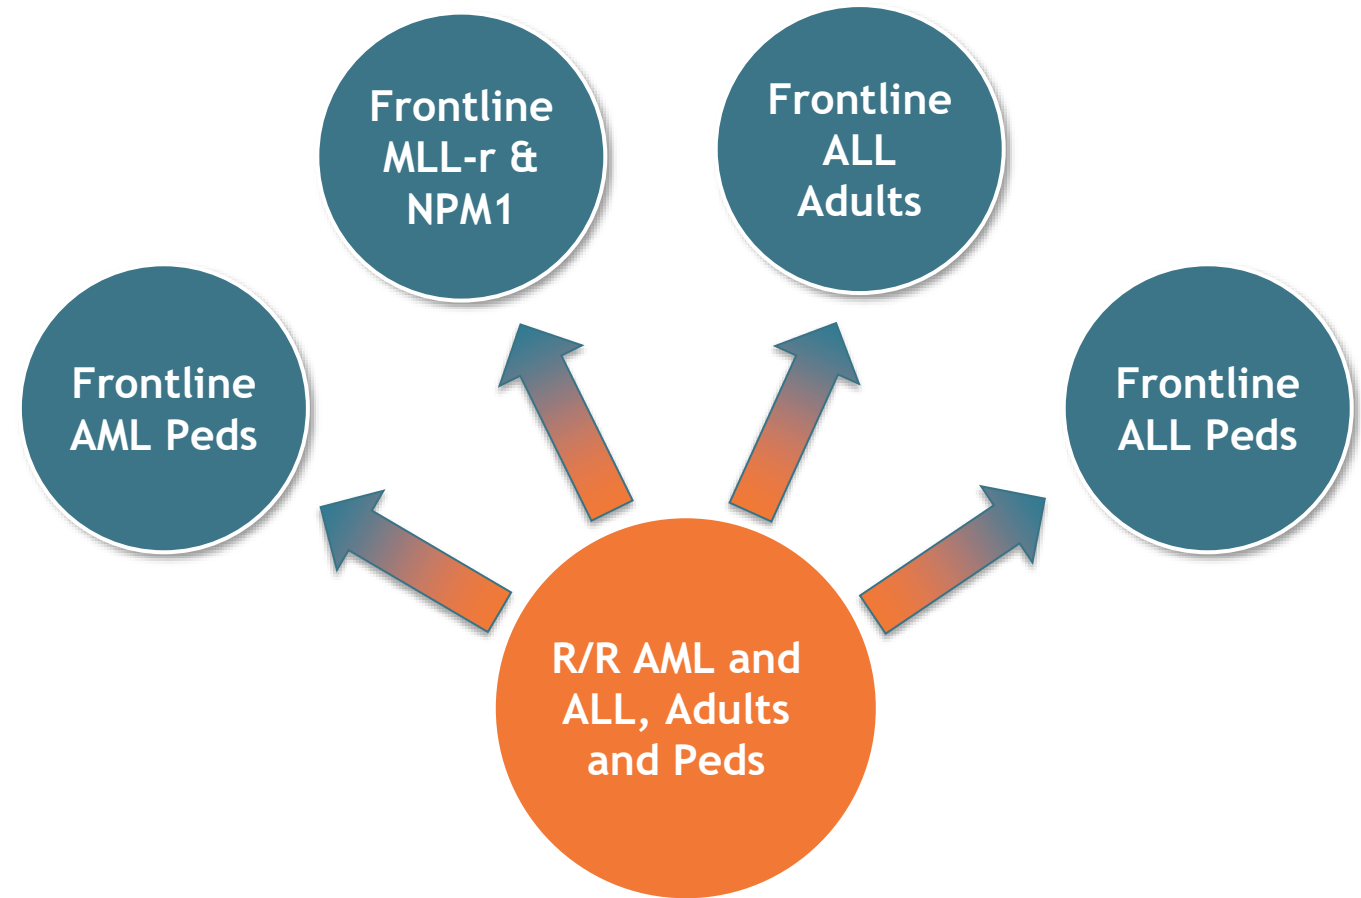 Frontline
MLL-r &
NPM1
Frontline
ALL
Adults
Frontline
AML Peds
Frontline
ALL Peds
R/R AML and
ALL, Adults
and Peds